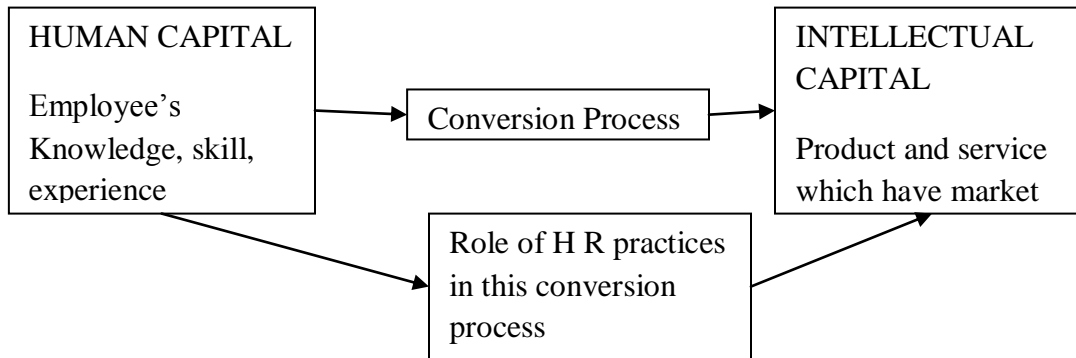 HUMAN CAPITAL
Employee’s
Knowledge, skill,
experience
Conversion Process
INTELLECTUAL
CAPITAL
Product and service
which have market
Role of H R practices
in this conversion
process